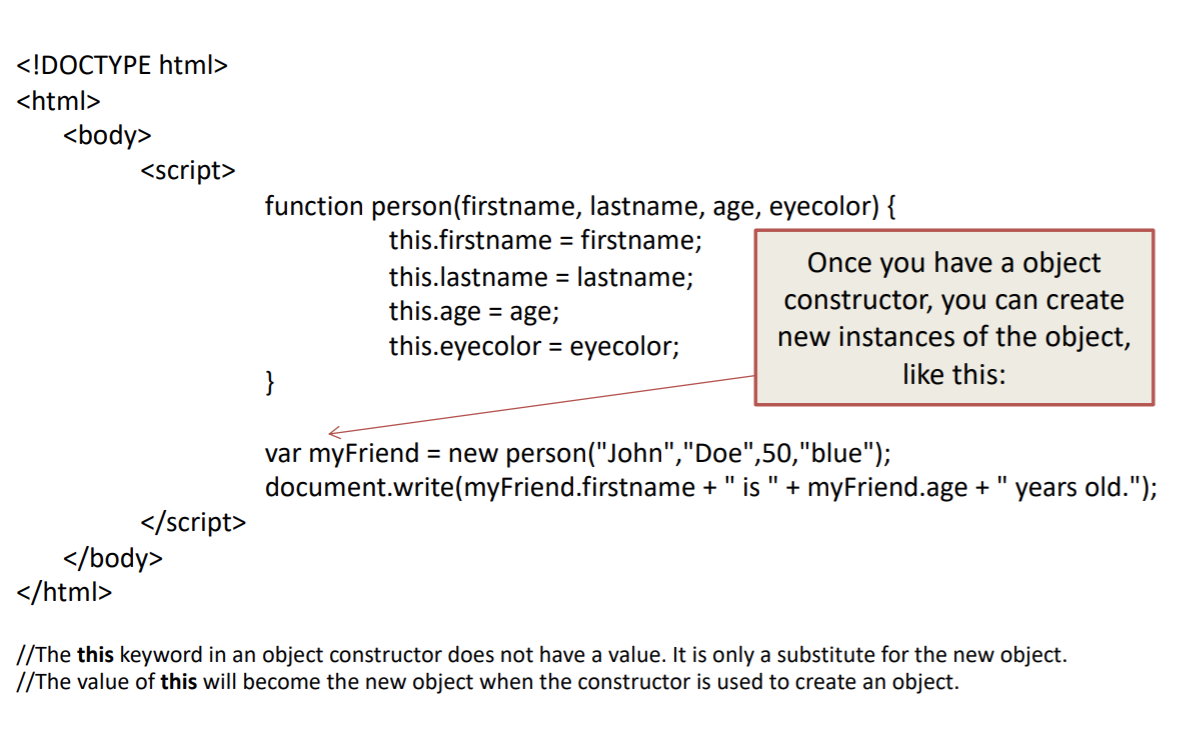 <!DOCTYPE html>
<html>
<body>
<script>
function person(firstname, lastname, age, eyecolor) {
this.firstname = firstname;
this.lastname = lastname;
this.age = age;
this.eyecolor = eyecolor;
}
Once you have a object
constructor, you can create
new instances of the object,
like this:
var myFriend = new person("John","Doe",50,"blue");
document.write(myFriend.firstname + " is " + myFriend.age + " years old.");
</script>
</body>
</html>
//The this keyword in an object constructor does not have a value. It is only a substitute for the new object.
//The value of this will become the new object when the constructor is used to create an object.